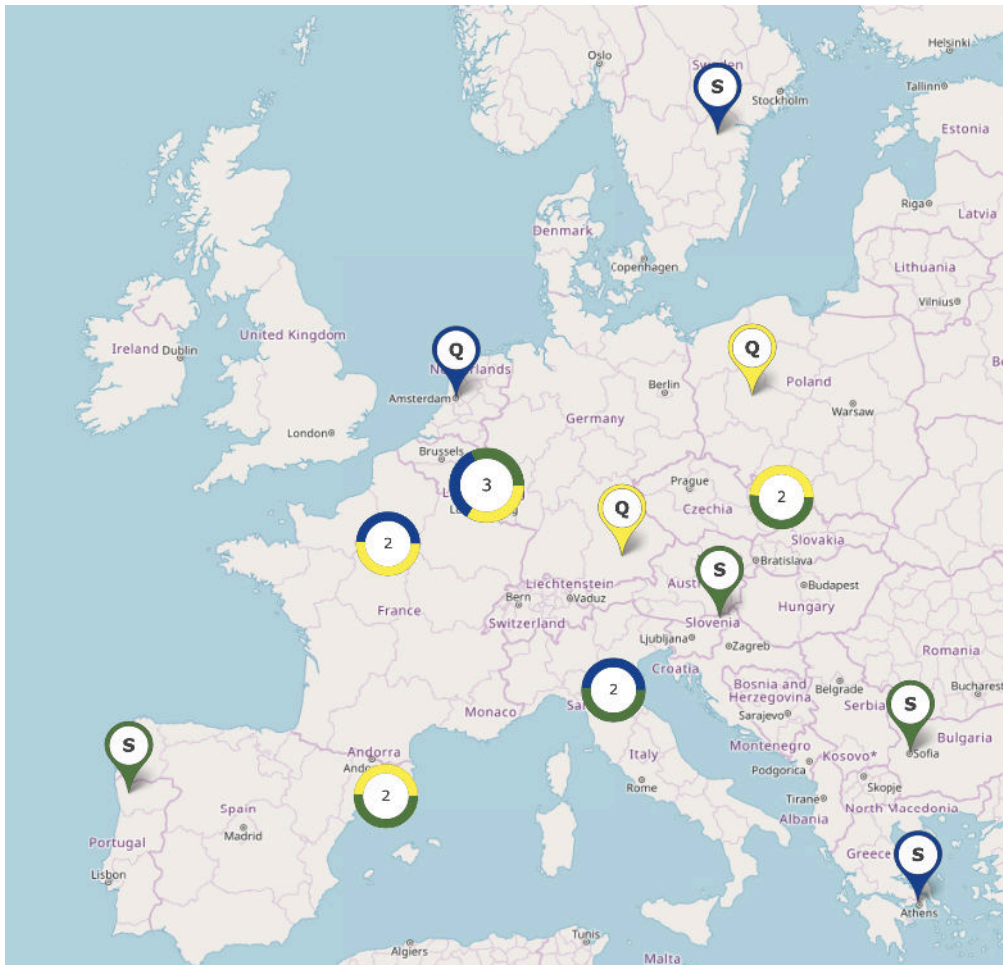 Helsinki
Oslo
Sweden
S
Stockholm
Tallinn
Estonia
Riga
Latvia
Denmark
Copenhagen
Lithuania
Vilnius
United Kingdom
Ireland
Dublin
Q
Netherlands
Q
Amsterdam
Berlin
Poland
Warsaw
London
Germany
Brussels
3
Prague
Czechia
2
Q
Slovakia
2
S
Bratislava
Liechtenstein
Vaduz
Bern
Budapest
Hungary
Switzerland
France
Slovenia
Ljubljana
Zagreb
Croatia
Romania
2
Bosnia and
Herzegovina
Belgrade
Serbia
S
Bucharest
Monaco
Sarajevo
Bulgaria
Sofia
S
Andorra
Italy
Montenegro
Kosovo*
Podgorica
Skopje
Rome
2
Tirane
North Macedonia
Albania
Spain
Madrid
Portugal
Lisbon
Greece
S
Athens
Algiers
Tunis
Malta